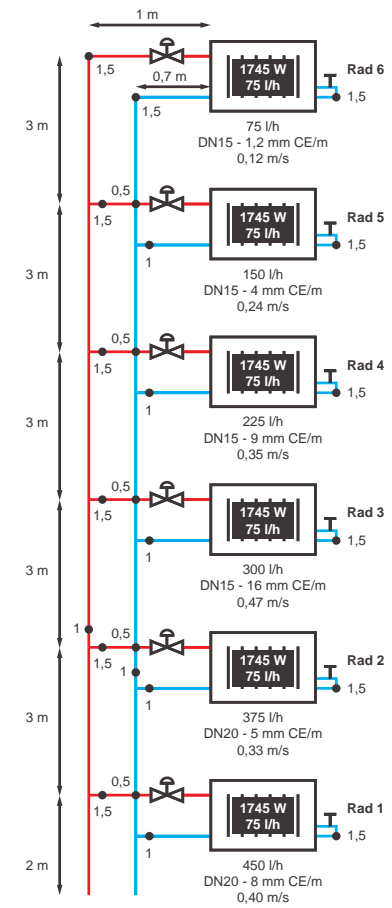 1 m
1,5
0,7 m
1,5
1745 W
75 l/h
Rad 6
1,5
75 l/h
DN15 - 1,2 mm CE/m
0,12 m/s
3 m
0,5
1,5
1
1745 W
75 l/h
Rad 5
1,5
150 l/h
DN15 - 4 mm CE/m
0,24 m/s
3 m
0,5
1,5
1
1745 W
75 l/h
Rad 4
1,5
225 l/h
DN15 - 9 mm CE/m
0,35 m/s
3 m
0,5
1,5
1
1745 W
75 l/h
Rad 3
1,5
300 l/h
DN15 - 16 mm CE/m
0,47 m/s
3 m
1
0,5
1,5
1
1
1745 W
75 l/h
Rad 2
1,5
375 l/h
DN20 - 5 mm CE/m
0,33 m/s
3 m
0,5
1,5
1
1745 W
75 l/h
Rad 1
1,5
450 l/h
DN20 - 8 mm CE/m
0,40 m/s
2 m